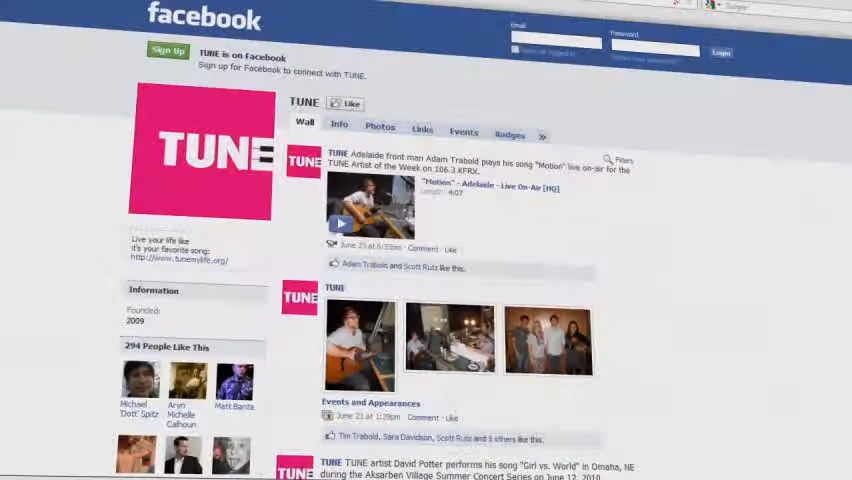 facebook
Email
Password
Login
Sign Up
TUNE is on Facebook
Sign up for Facebook to connect with TUNE.
TUNE
TUNE
Like
Wall
Info
Photos
Links
Events
Badges
»
Filters
TUNE
TUNE Adelaide front man Adam Trabold plays his song "Motion" live on-air for the
TUNE Artist of the Week on 106.3 KFRX.
"Motion" - Adelaide - Live On-Air [HQ]
Length: 4:07
June 23 at Comment · Like
Adam Trabold and Scott Rutz like this.
Live your life like
it's your favorite song:
http://www.tunemylife.org/
Information
Founded:
2009
294 People Like This
Michael
'Dott' Spitz
Aryn
Michelle
Calhoun
Matt Banta
TUNE
TUNE
Events and Appearances
June 21 at 1:29pm · Comment · Like
Tim Trabold, Sara Davidson, Scott Rutz and 5 others like this.
TUNE
TUNE TUNE artist David Potter performs his song "Girl vs. World" in Omaha, NE
during the Aksarben Village Summer Concert Series on June 12, 2010